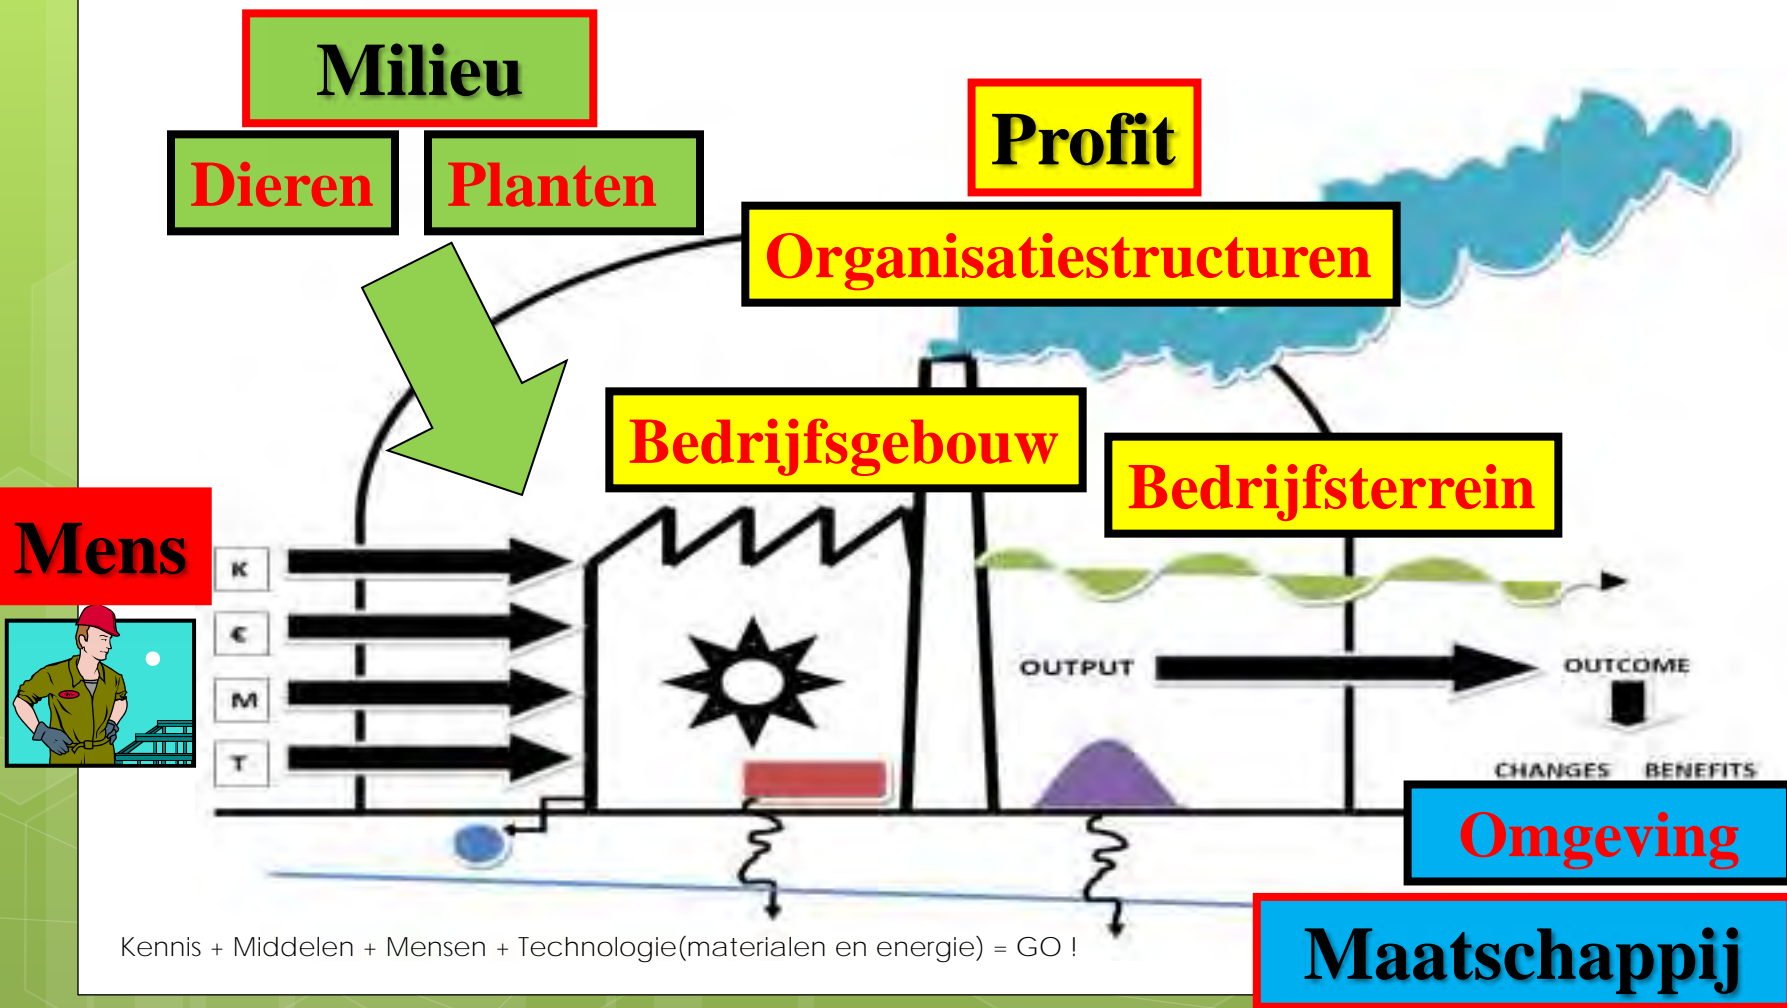 Milieu
Dieren
Planten
Profit
Organisatiestructuren
Bedrijfsgebouw
Bedrijfsterrein
Mens
K
€
M
T
OUTPUT
OUTCOME
CHANGES BENEFITS
Omgeving
Maatschappij
Kennis + Middelen + Mensen + Technologie(materialen en energie) = GO !